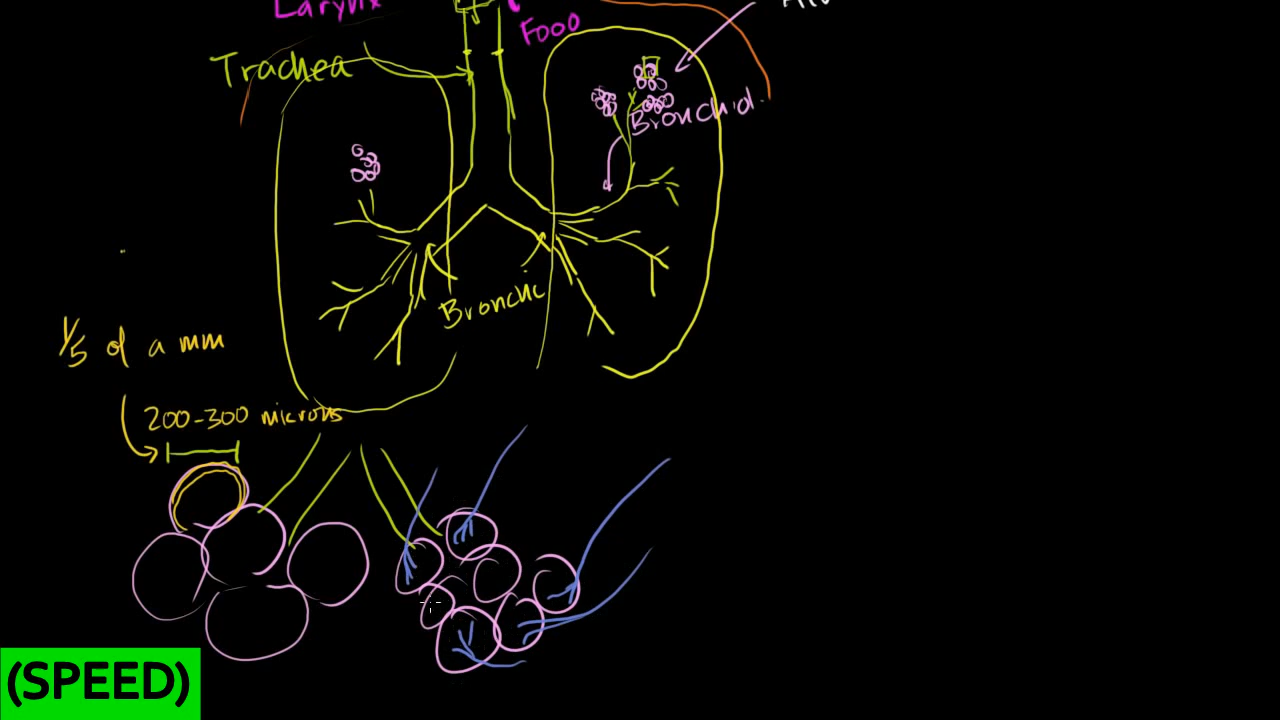 Larynx
Food
Trachea
Bronchiol
Bronchi
1/5 of a mm
200-300 microns
(SPEED)